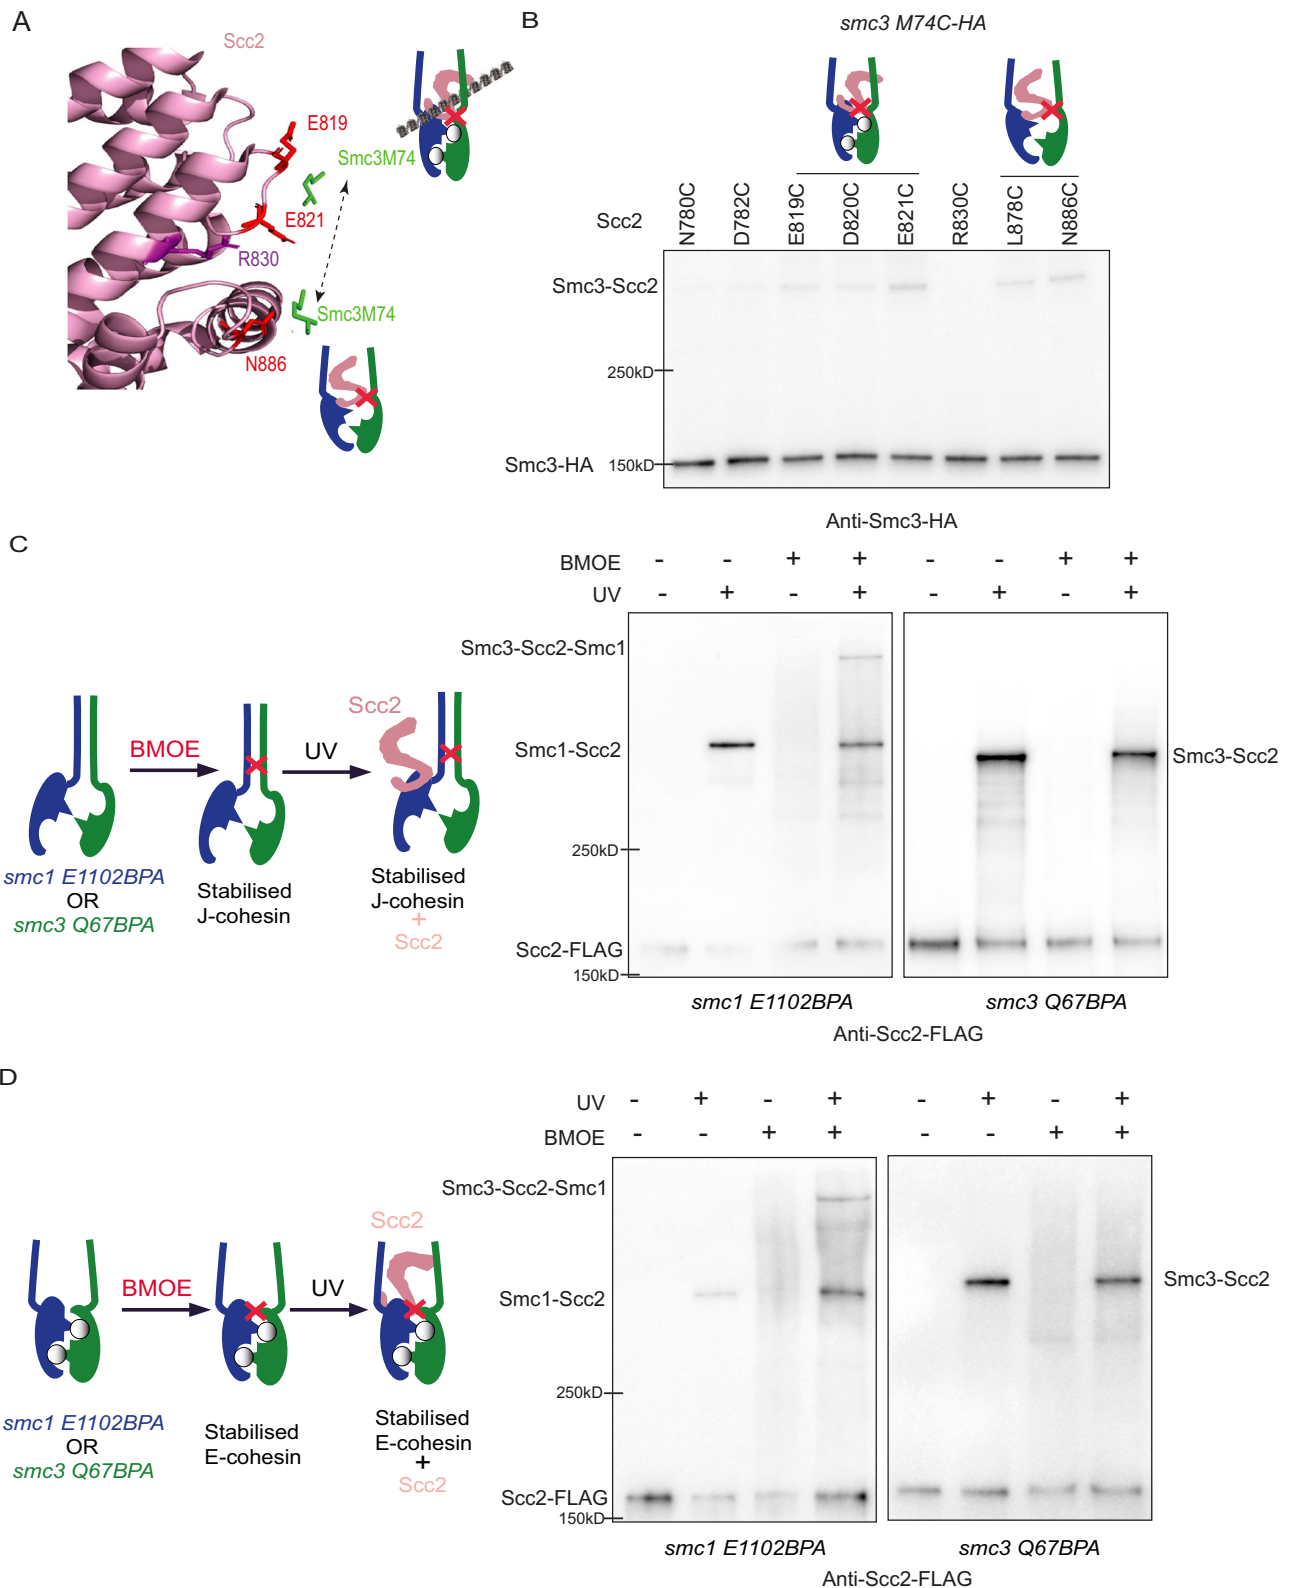 A
Scc2
E819
Smc3M74
E821
R830
Smc3M74
N886
B
smc3 M74C-HA
Scc2
N780C
D782C
E819C
D820C
E821C
R830C
L878C
N886C
Smc3-Scc2
250kD
Smc3-HA
150kD
Anti-Smc3-HA
C
BMOE - - + + - - + +
UV - + - + - + - +
Smc3-Scc2-Smc1
Smc1-Scc2
Smc3-Scc2
250kD
Scc2-FLAG
150kD
smc1 E1102BPA
smc3 Q67BPA
Anti-Scc2-FLAG
BMOE
UV
Scc2
smc1 E1102BPA
OR
smc3 Q67BPA
Stabilised
J-cohesin
Stabilised
J-cohesin
+
Scc2
D
UV - + - + - + - +
BMOE - - + + - - + +
Smc3-Scc2-Smc1
Smc1-Scc2
Smc3-Scc2
250kD
Scc2-FLAG
150kD
smc1 E1102BPA
smc3 Q67BPA
Anti-Scc2-FLAG
BMOE
UV
Scc2
smc1 E1102BPA
OR
smc3 Q67BPA
Stabilised
E-cohesin
Stabilised
E-cohesin
+
Scc2